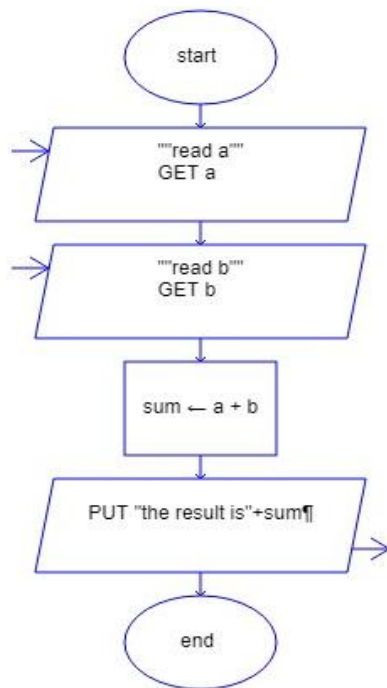 start
""read a""
GET a
""read b""
GET b
sum ← a + b
PUT "the result is"+sum¶
end